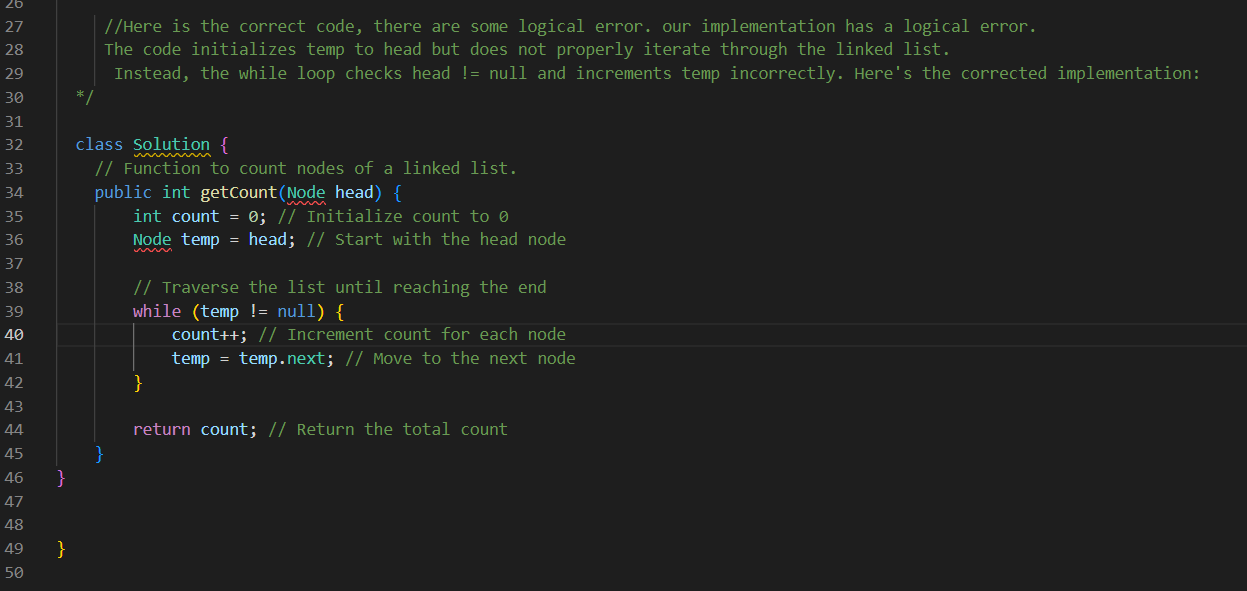 26
27 //Here is the correct code, there are some logical error. our implementation has a logical error.
28 The code initializes temp to head but does not properly iterate through the linked list.
29 Instead, the while loop checks head != null and increments temp incorrectly. Here's the corrected implementation:
30 */
31
32 class Solution {
33 // Function to count nodes of a linked list.
34 public int getCount(Node head) {
35 int count = 0; // Initialize count to 0
36 Node temp = head; // Start with the head node
37
38 // Traverse the list until reaching the end
39 while (temp != null) {
40 count++; // Increment count for each node
41 temp = temp.next; // Move to the next node
42 }
43
44 return count; // Return the total count
45 }
46 }
47
48
49 }
50